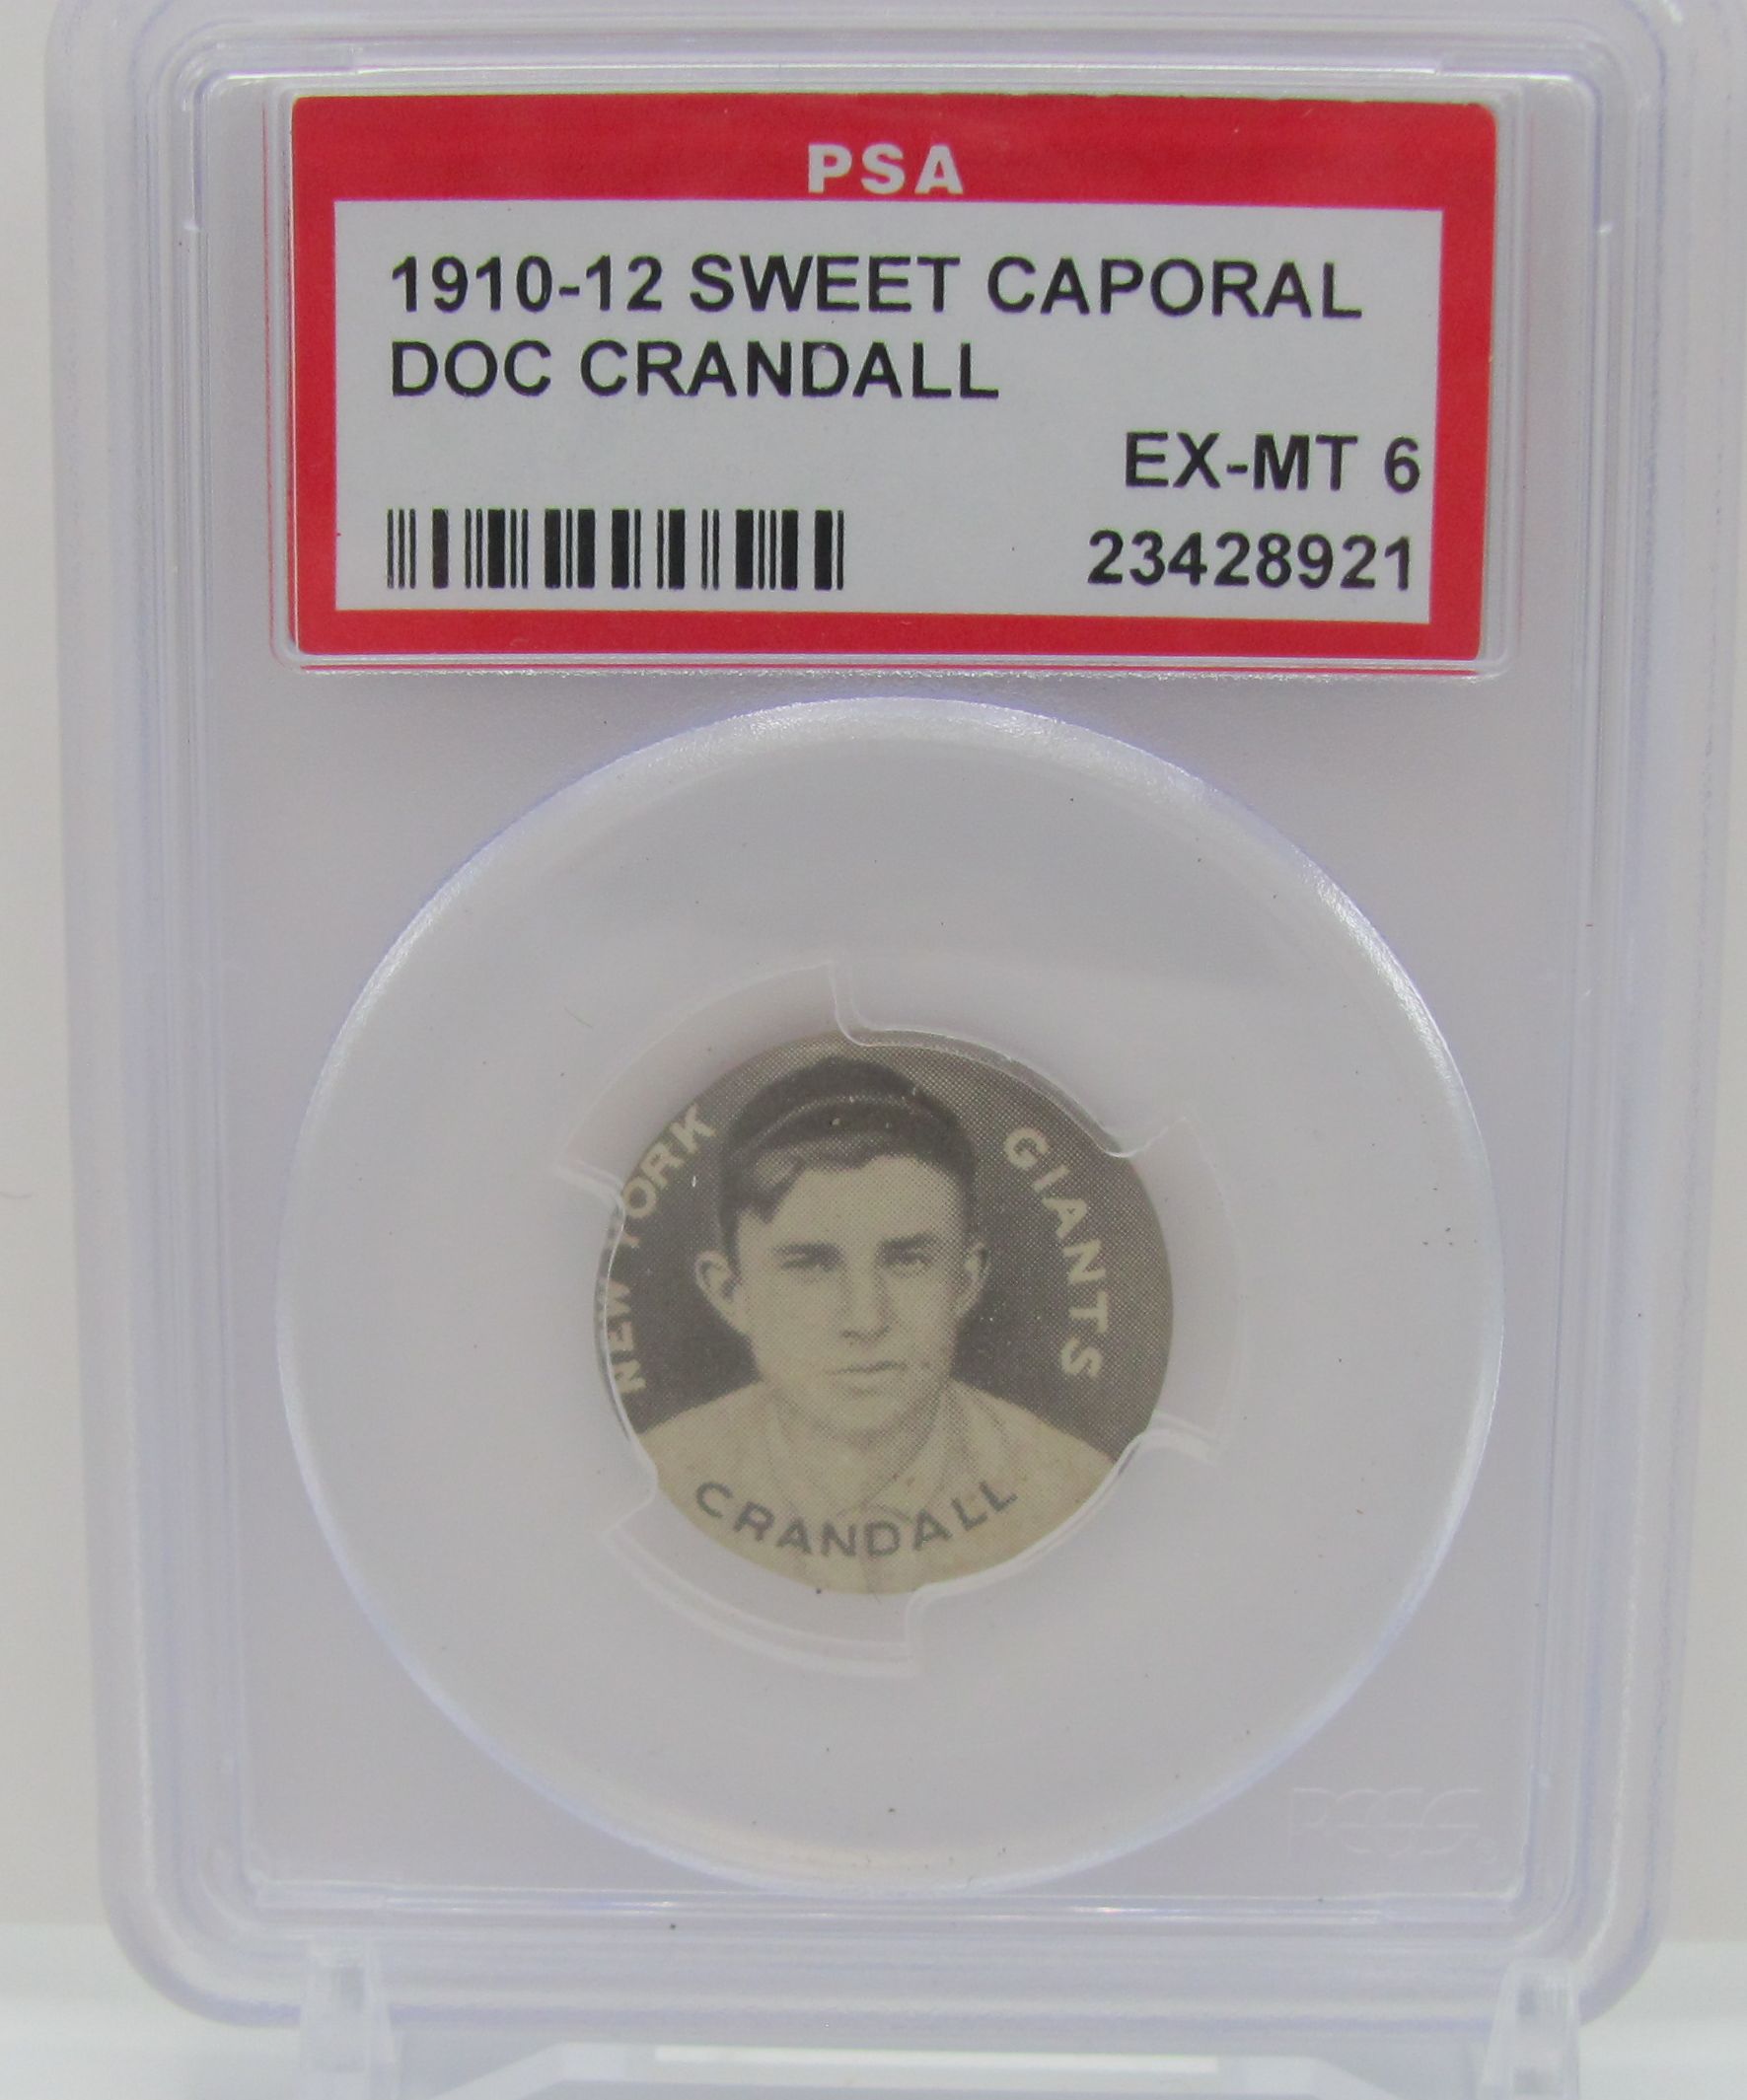 PSA
1910-12 SWEET CAPORAL
DOC CRANDALL
EX-MT 6
23428921
NEW YORK
GIANTS
CRANDALL